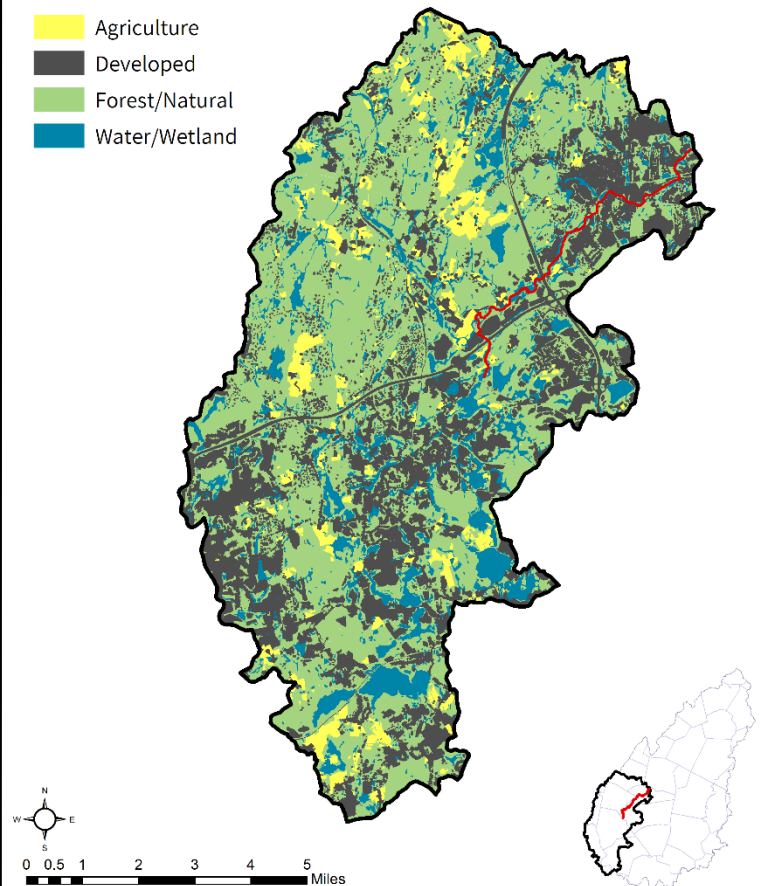 Agriculture
Developed
Forest/Natural
Water/Wetland
N
W E
S
0 0.5 1 2 3 4 5
Miles